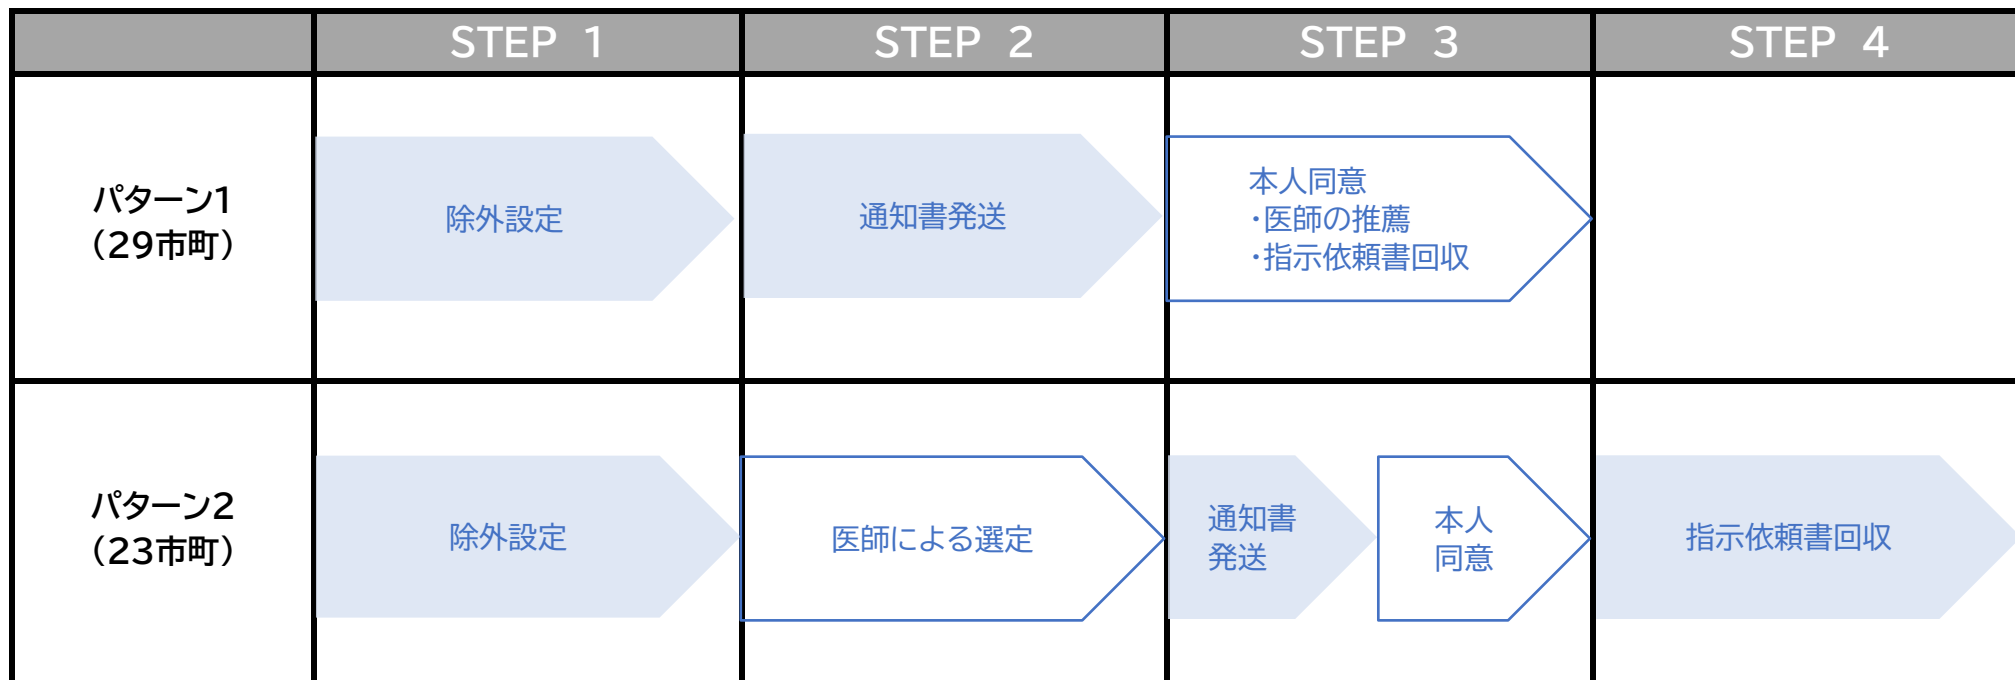 STEP 1
STEP 2
STEP 3
STEP 4
パターン1
(29市町)
除外設定
通知書発送
本人同意
・医師の推薦
・指示依頼書回収
パターン2
(23市町)
除外設定
医師による選定
通知書
発送
本人
同意
指示依頼書回収